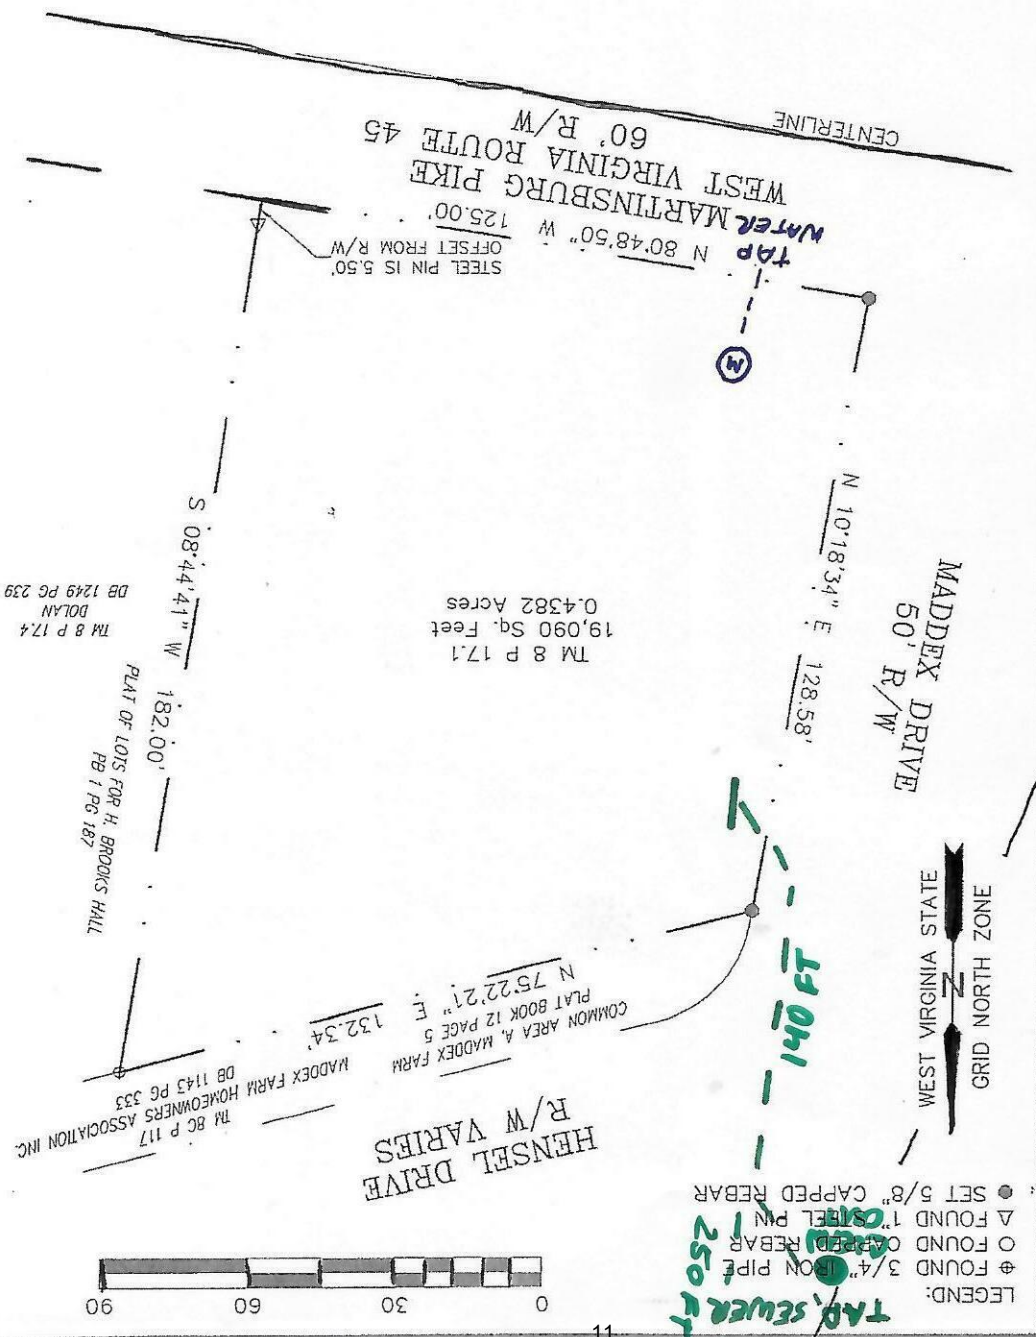 11
LEGEND:
⊕ FOUND 3/4" IRON PIPE
○ FOUND CAPPED REBAR
△ FOUND 1" STEEL PIN
● SET 5/8" CAPPED REBAR
TAP, SEWER
250
0 30 60 90
WEST VIRGINIA STATE
GRID NORTH ZONE
N
140 FT
HENSEL DRIVE
R/W VARIES
TM 8C P 117
MADDEX FARM HOMEOWNERS ASSOCIATION INC.
DB 1143 PG 333
COMMON AREA A, MADDEX FARM
PLAT BOOK 12 PAGE 5
N 75°22'21" E 132.34'
MADDEX DRIVE
50' R/W
N 10°18'34" E 128.58'
TM 8 P 17.1
19,090 Sq. Feet
0.4382 Acres
PLAT OF LOTS FOR H. BROOKS HALL
PB 1 PG 187
S 08°44'41" W 182.00'
TM 8 P 17.4
DOLAN
DB 1249 PG 239
M
TAP
WATER
STEEL PIN IS 5.50'
OFFSET FROM R/W
N 80°48'50" W 125.00'
MARTINSBURG PIKE
WEST VIRGINIA ROUTE 45
60' R/W
CENTERLINE